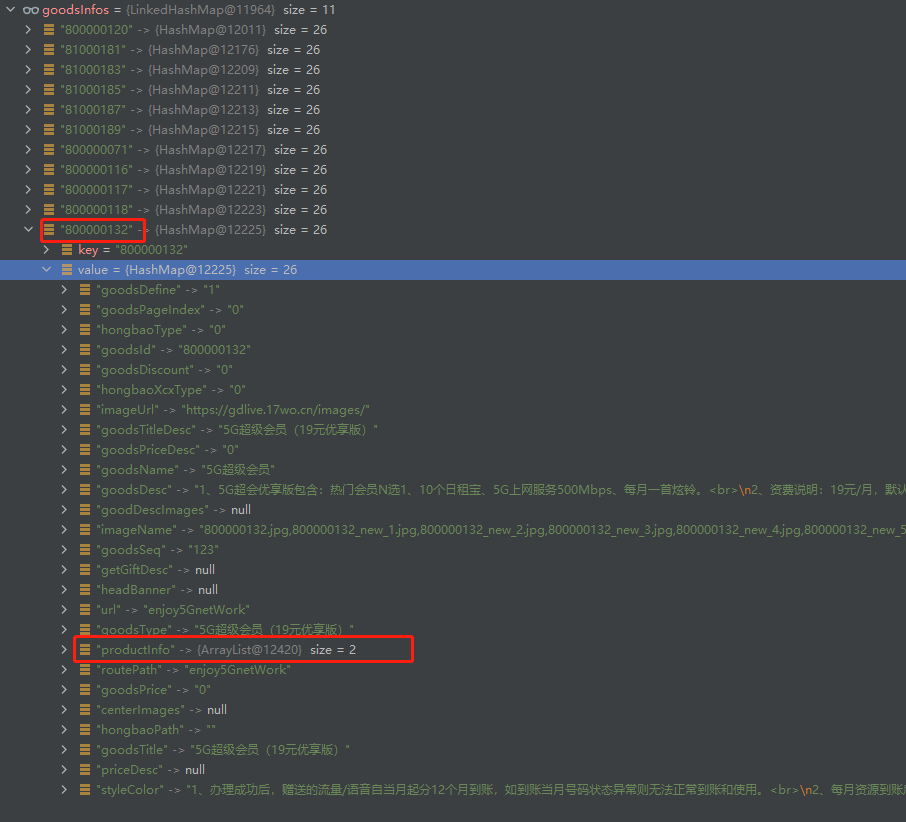 goodsInfos = {LinkedHashMap@11964} size = 11
"800000120" -> {HashMap@12011} size = 26
"81000181" -> {HashMap@12176} size = 26
"81000183" -> {HashMap@12209} size = 26
"81000185" -> {HashMap@12211} size = 26
"81000187" -> {HashMap@12213} size = 26
"81000189" -> {HashMap@12215} size = 26
"800000071" -> {HashMap@12217} size = 26
"800000116" -> {HashMap@12219} size = 26
"800000117" -> {HashMap@12221} size = 26
"800000118" -> {HashMap@12223} size = 26
"800000132" -> {HashMap@12225} size = 26
key = "800000132"
value = {HashMap@12225} size = 26
"goodsDefine" -> "1"
"goodsPageIndex" -> "0"
"hongbaoType" -> "0"
"goodsId" -> "800000132"
"goodsDiscount" -> "0"
"hongbaoXcxType" -> "0"
"imageUrl" -> "https://gdlive.17wo.cn/images/"
"goodsTitleDesc" -> "5G超级会员（19元优享版）"
"goodsPriceDesc" -> "0"
"goodsName" -> "5G超级会员"
"goodsDesc" -> "1、5G超会优享版包含：热门会员N选1、10个日租宝、5G上网服务500Mbps、每月一首炫铃。<br>\n2、资费说明：19元/月，默认
"goodDescImages" -> null
"imageName" -> "800000132.jpg,800000132_new_1.jpg,800000132_new_2.jpg,800000132_new_3.jpg,800000132_new_4.jpg,800000132_new_5
"goodsSeq" -> "123"
"getGiftDesc" -> null
"headBanner" -> null
"url" -> "enjoy5GnetWork"
"goodsType" -> "5G超级会员（19元优享版）"
"productInfo" -> {ArrayList@12420} size = 2
"routePath" -> "enjoy5GnetWork"
"goodsPrice" -> "0"
"centerImages" -> null
"hongbaoPath" -> ""
"goodsTitle" -> "5G超级会员（19元优享版）"
"priceDesc" -> null
"styleColor" -> "1、办理成功后，赠送的流量/语音自当月起分12个月到账，如到账当月号码状态异常则无法正常到账和使用。<br>\n2、每月资源到账